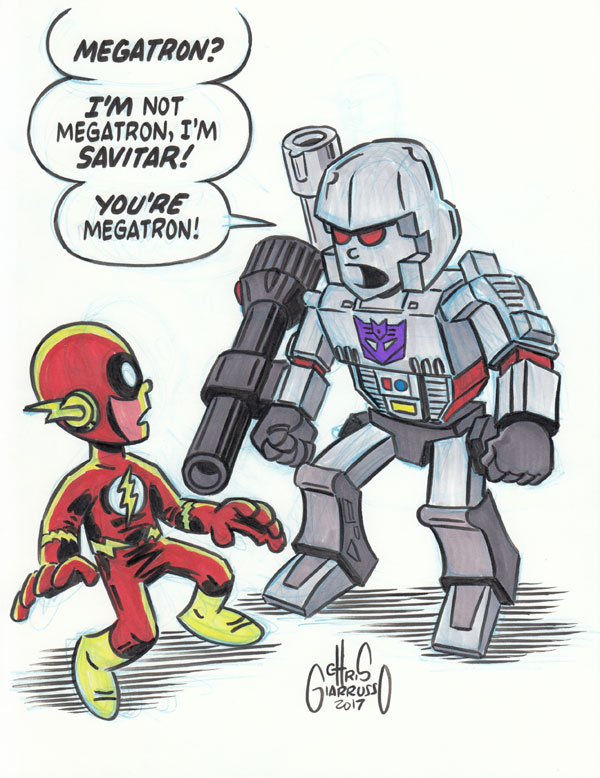 MEGATRON?
I'M NOT
MEGATRON, I'M
SAVITAR!
YOU'RE
MEGATRON!
CHRIS
GIARRUSSO
2017